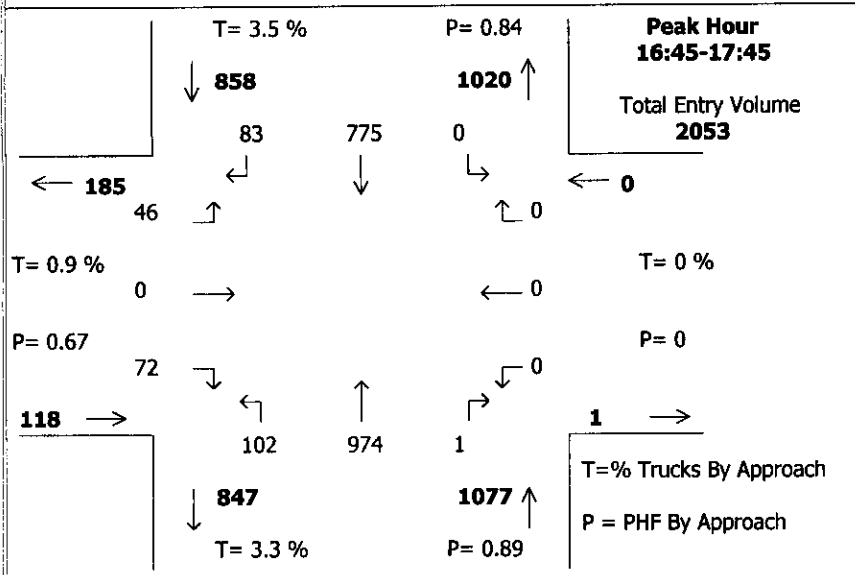 T= 3.5 %
P= 0.84
Peak Hour
16:45-17:45
858
1020
Total Entry Volume
2053
83
775
0
185
0
46
0
T= 0.9 %
T= 0 %
0
0
P= 0.67
P= 0
72
0
118
1
102
974
1
T=% Trucks By Approach
847
1077
P = PHF By Approach
T= 3.3 %
P= 0.89